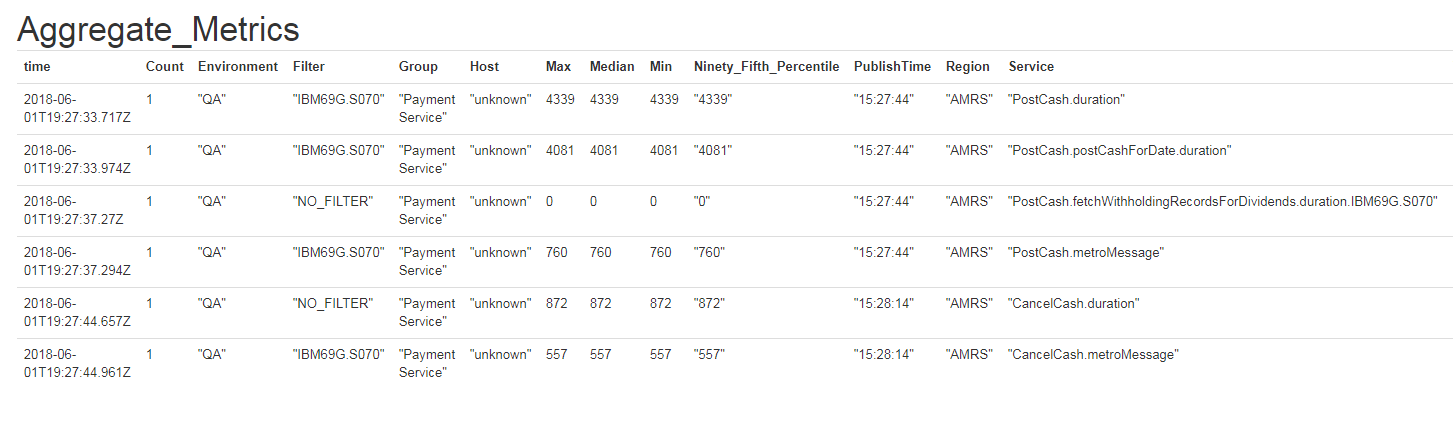 Aggregate_Metrics
time Count Environment Filter Group Host Max Median Min Ninety_Fifth_Percentile PublishTime Region Service
2018-06- 1 "QA" "IBM69G.S070" "Payment "unknown" 4339 4339 4339 "4339" "15:27:44" "AMRS" "PostCash.duration"
01T19:27:33.717Z Service"
2018-06- 1 "QA" "IBM69G.S070" "Payment "unknown" 4081 4081 4081 "4081" "15:27:44" "AMRS" "PostCash.postCashForDate.duration"
01T19:27:33.974Z Service"
2018-06- 1 "QA" "NO_FILTER" "Payment "unknown" 0 0 0 "0" "15:27:44" "AMRS" "PostCash.fetchWithholdingRecordsForDividends.duration.IBM69G.S070"
01T19:27:37.27Z Service"
2018-06- 1 "QA" "IBM69G.S070" "Payment "unknown" 760 760 760 "760" "15:27:44" "AMRS" "PostCash.metroMessage"
01T19:27:37.294Z Service"
2018-06- 1 "QA" "NO_FILTER" "Payment "unknown" 872 872 872 "872" "15:28:14" "AMRS" "CancelCash.duration"
01T19:27:44.657Z Service"
2018-06- 1 "QA" "IBM69G.S070" "Payment "unknown" 557 557 557 "557" "15:28:14" "AMRS" "CancelCash.metroMessage"
01T19:27:44.961Z Service"